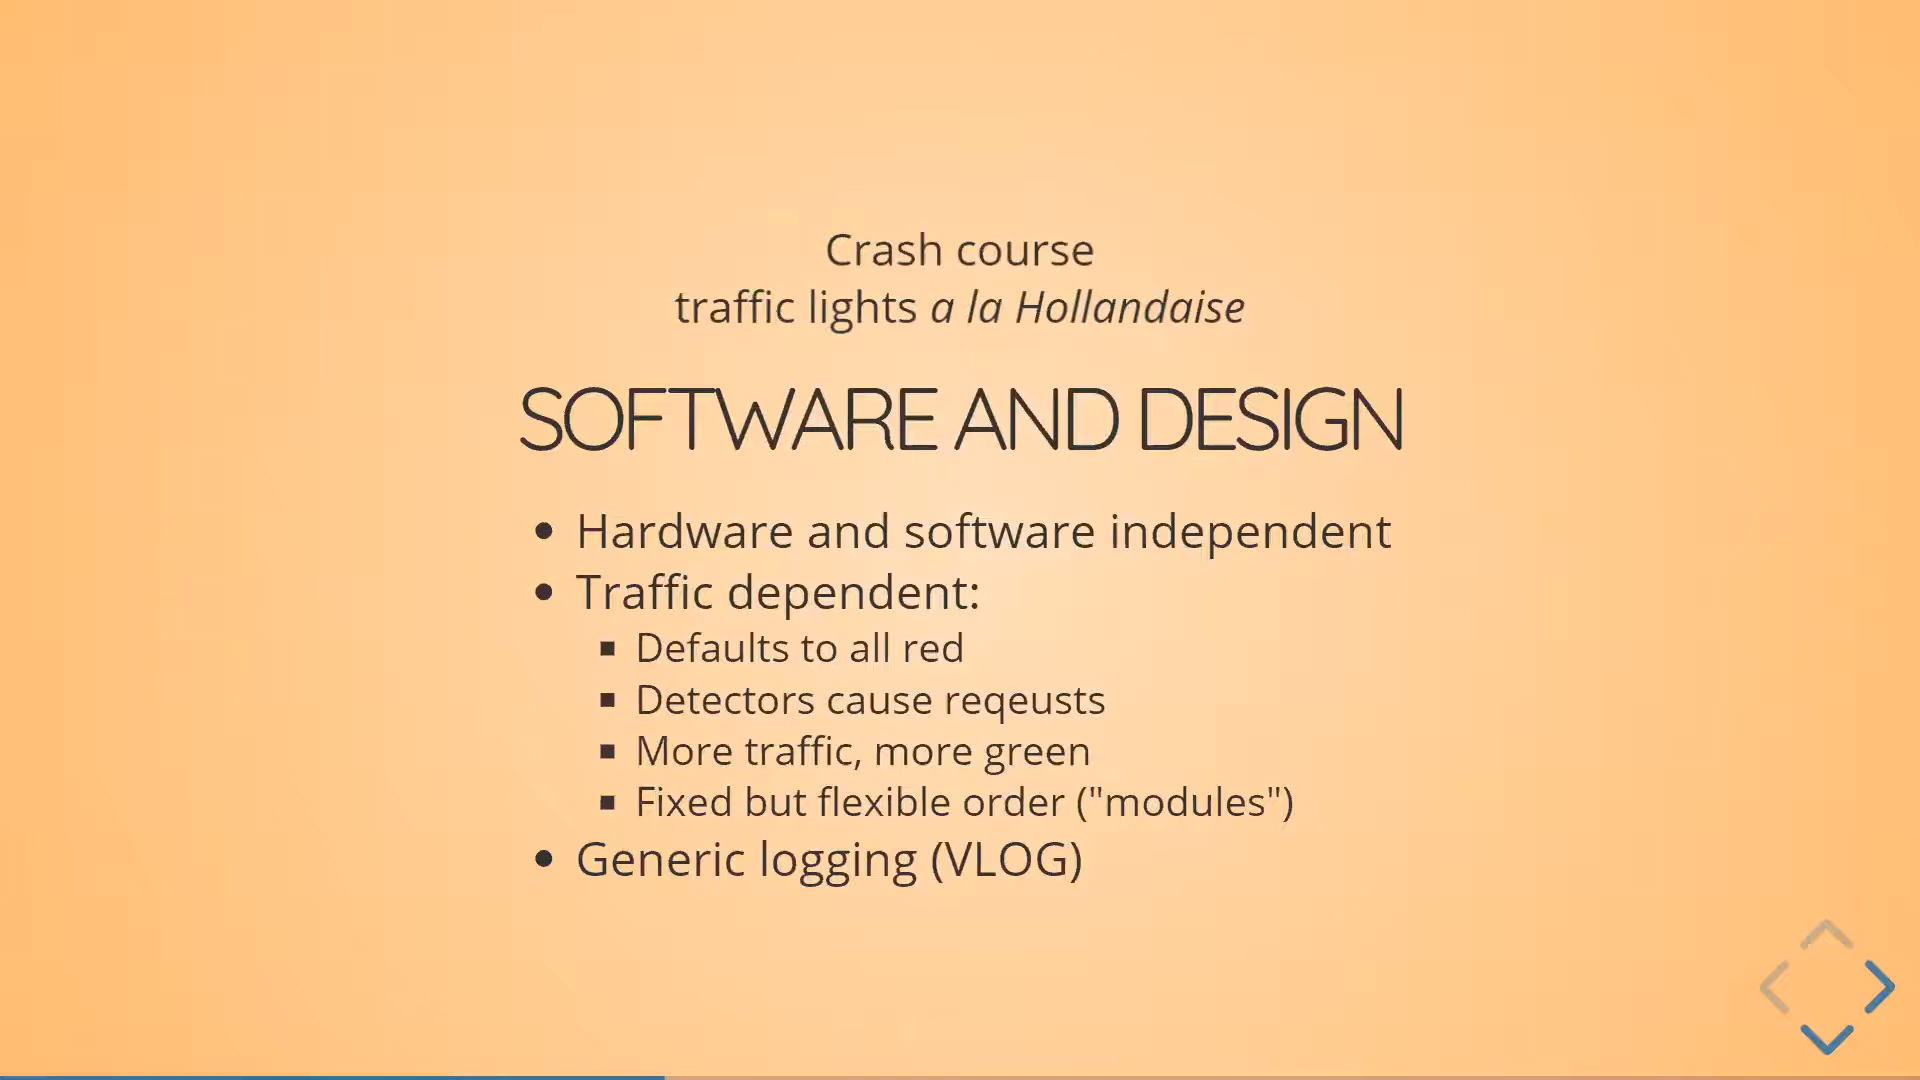 Crash course
traffic lights a la Hollandaise
SOFTWARE AND DESIGN
Hardware and software independent
Traffic dependent:
Defaults to all red
Detectors cause reqeusts
More traffic, more green
Fixed but flexible order ("modules")
Generic logging (VLOG)